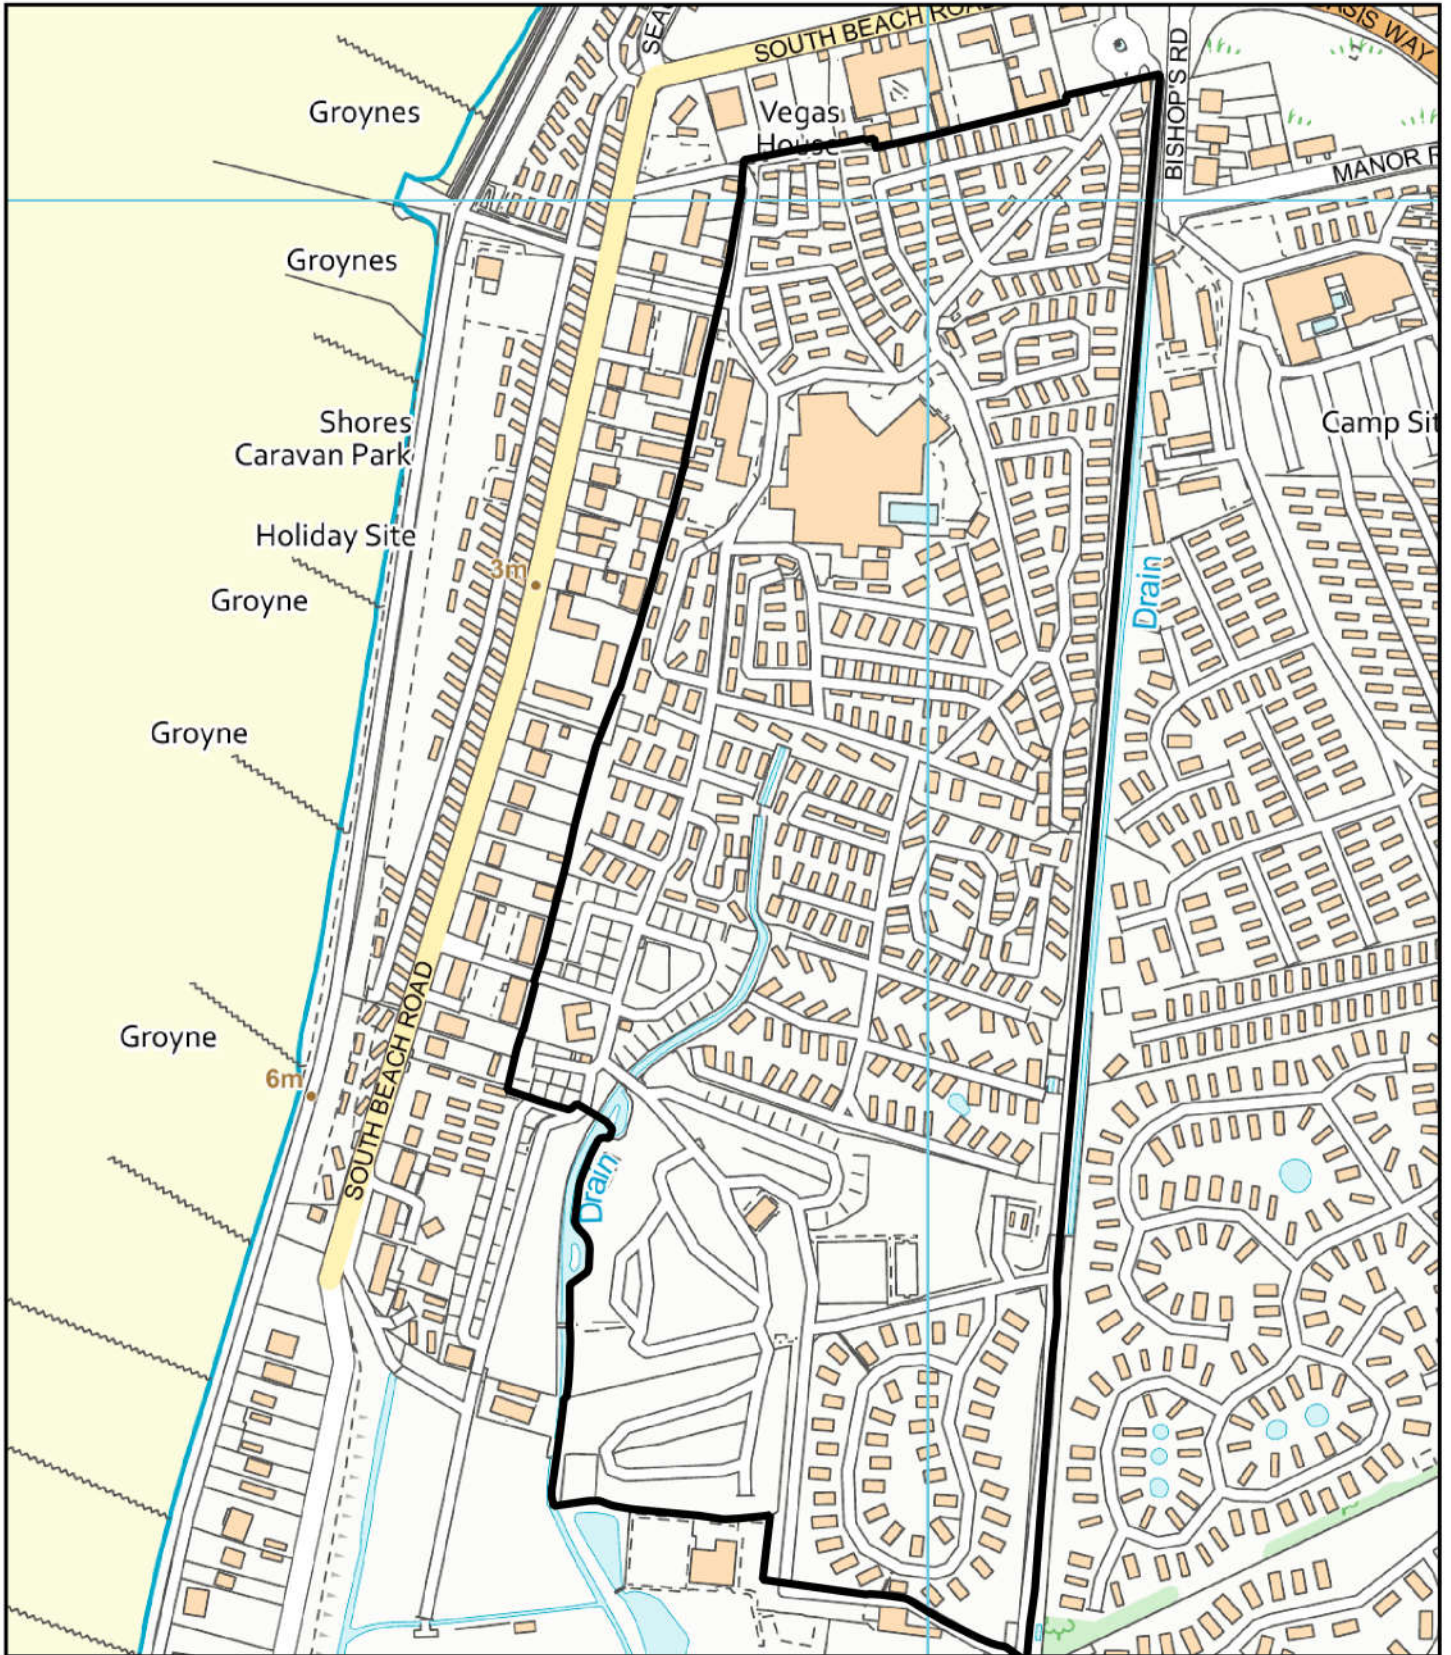 SOUTH BEACH ROAD
WAY
BISHOP'S RD
Groynes
Vegas
House
MANOR
Groynes
Shores
Caravan Park
Camp Sit
Holiday Site
3m
Groyne
Drain
Groyne
SOUTH BEACH ROAD
Groyne
6m
Drain